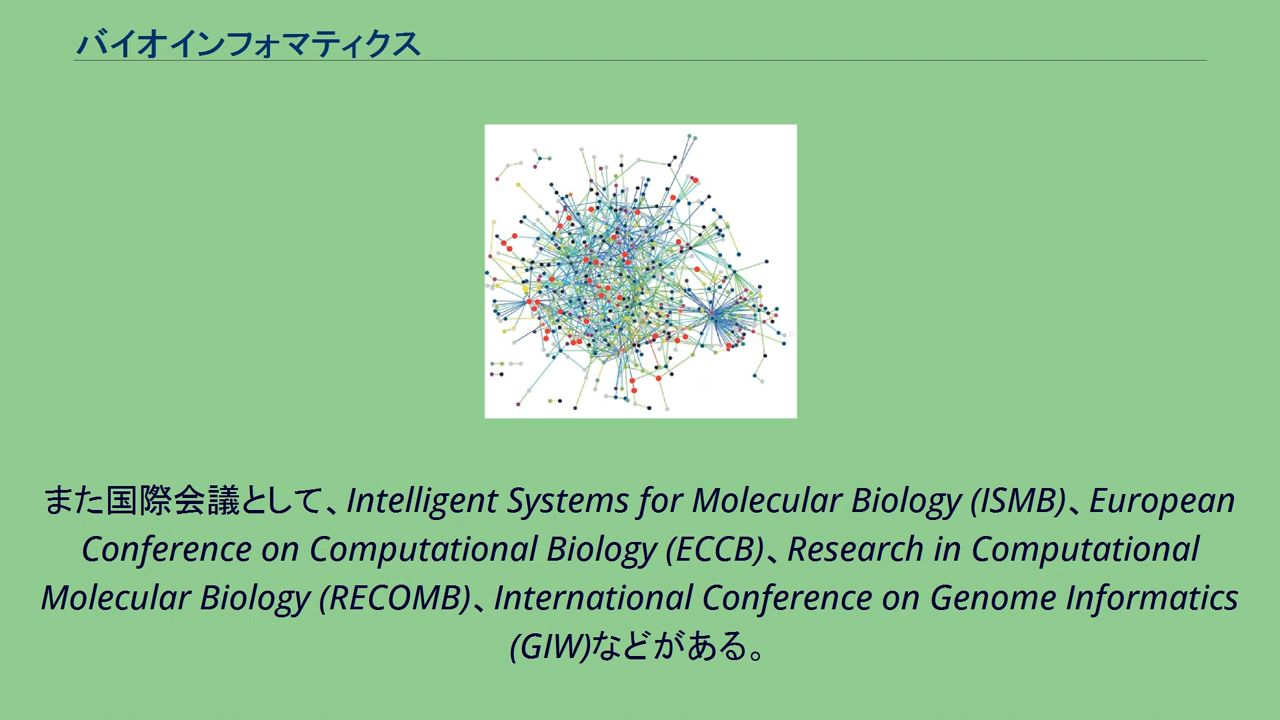 バイオインフォマティクス
また国際会議として、Intelligent Systems for Molecular Biology (ISMB)、European
Conference on Computational Biology (ECCB)、Research in Computational
Molecular Biology (RECOMB)、International Conference on Genome Informatics
(GIW)などがある。